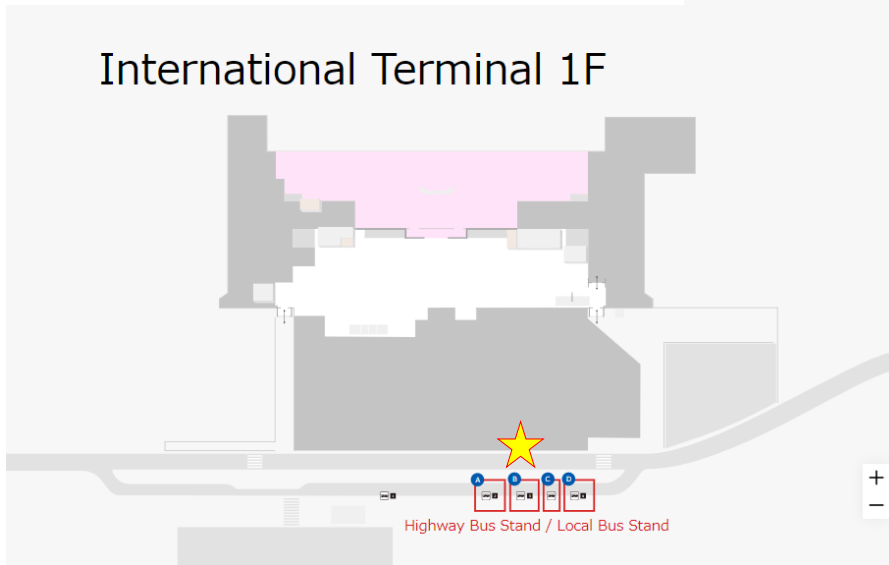 International Terminal 1F
A
B
C
D
Highway Bus Stand / Local Bus Stand
+
−